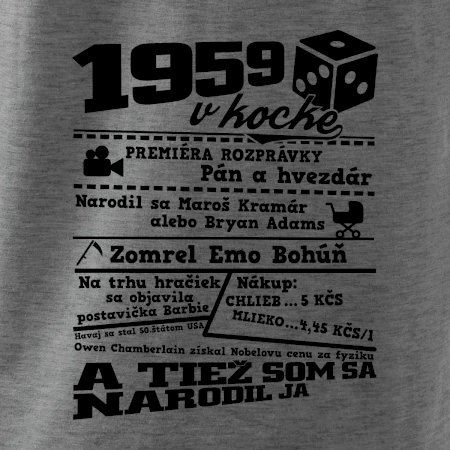 1959
v kocke
PREMIÉRA ROZPRÁVKY
Pán a hvezdár
Narodil sa Maroš Kramár
alebo Bryan Adams
Zomrel Emo Bohúň
Na trhu hračiek
sa objavila
postavička Barbie
Nákup:
CHLIEB...5 KČS
MLIEKO...4,45 KČS/l
Havaj sa stal 50.štátom USA
Owen Chamberlain získal Nobelovu cenu za fyziku
A TIEŽ SOM SA
NARODIL JA